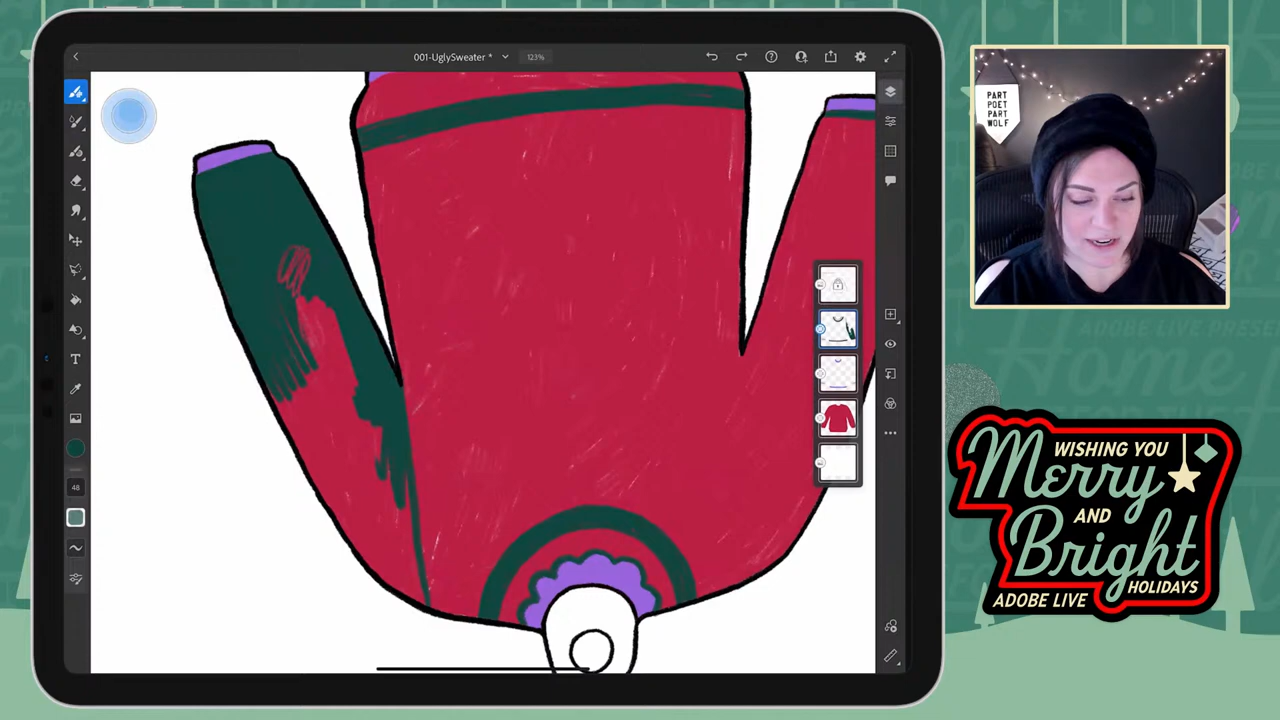 001-UglySweater *
123%
T
48
PART
POET
PART
WOLF
WISHING YOU
Merry
AND
Bright
HOLIDAYS
ADOBE LIVE